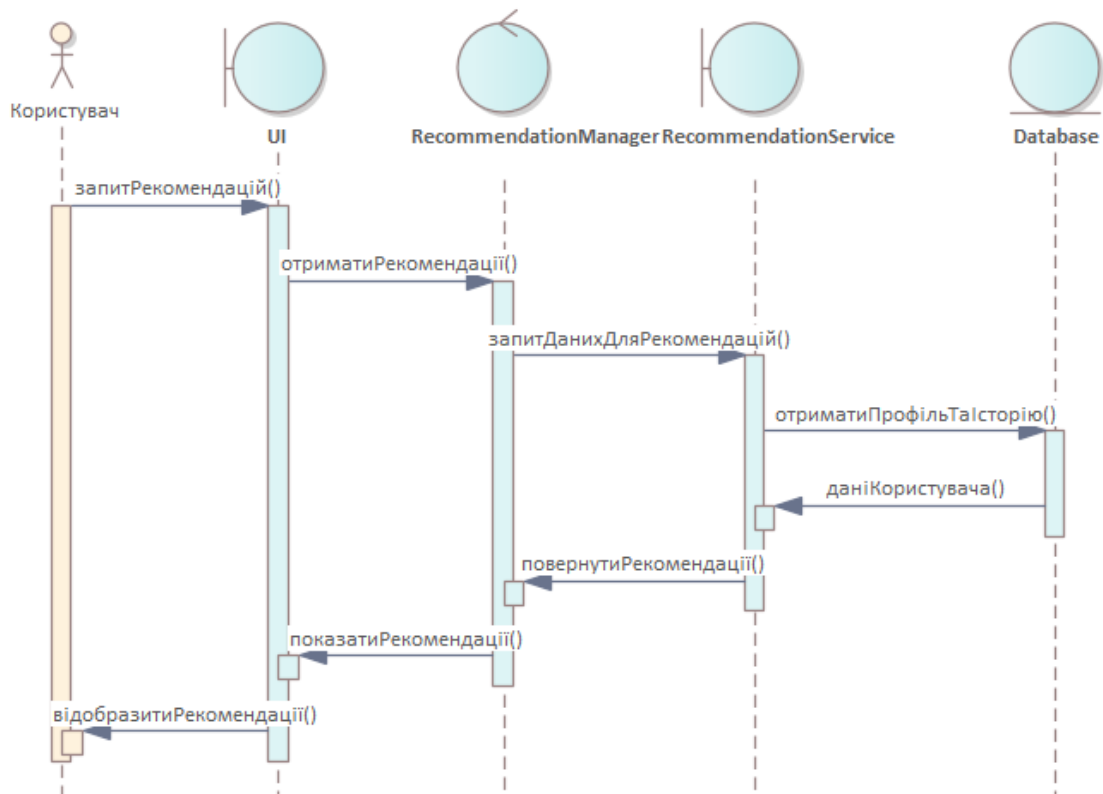 Користувач
UI
RecommendationManager
RecommendationService
Database
запитРекомендацій()
отриматиРекомендації()
запитДанихДляРекомендацій()
отриматиПрофільТаІсторію()
даніКористувача()
повернутиРекомендації()
показатиРекомендації()
відобразитиРекомендації()